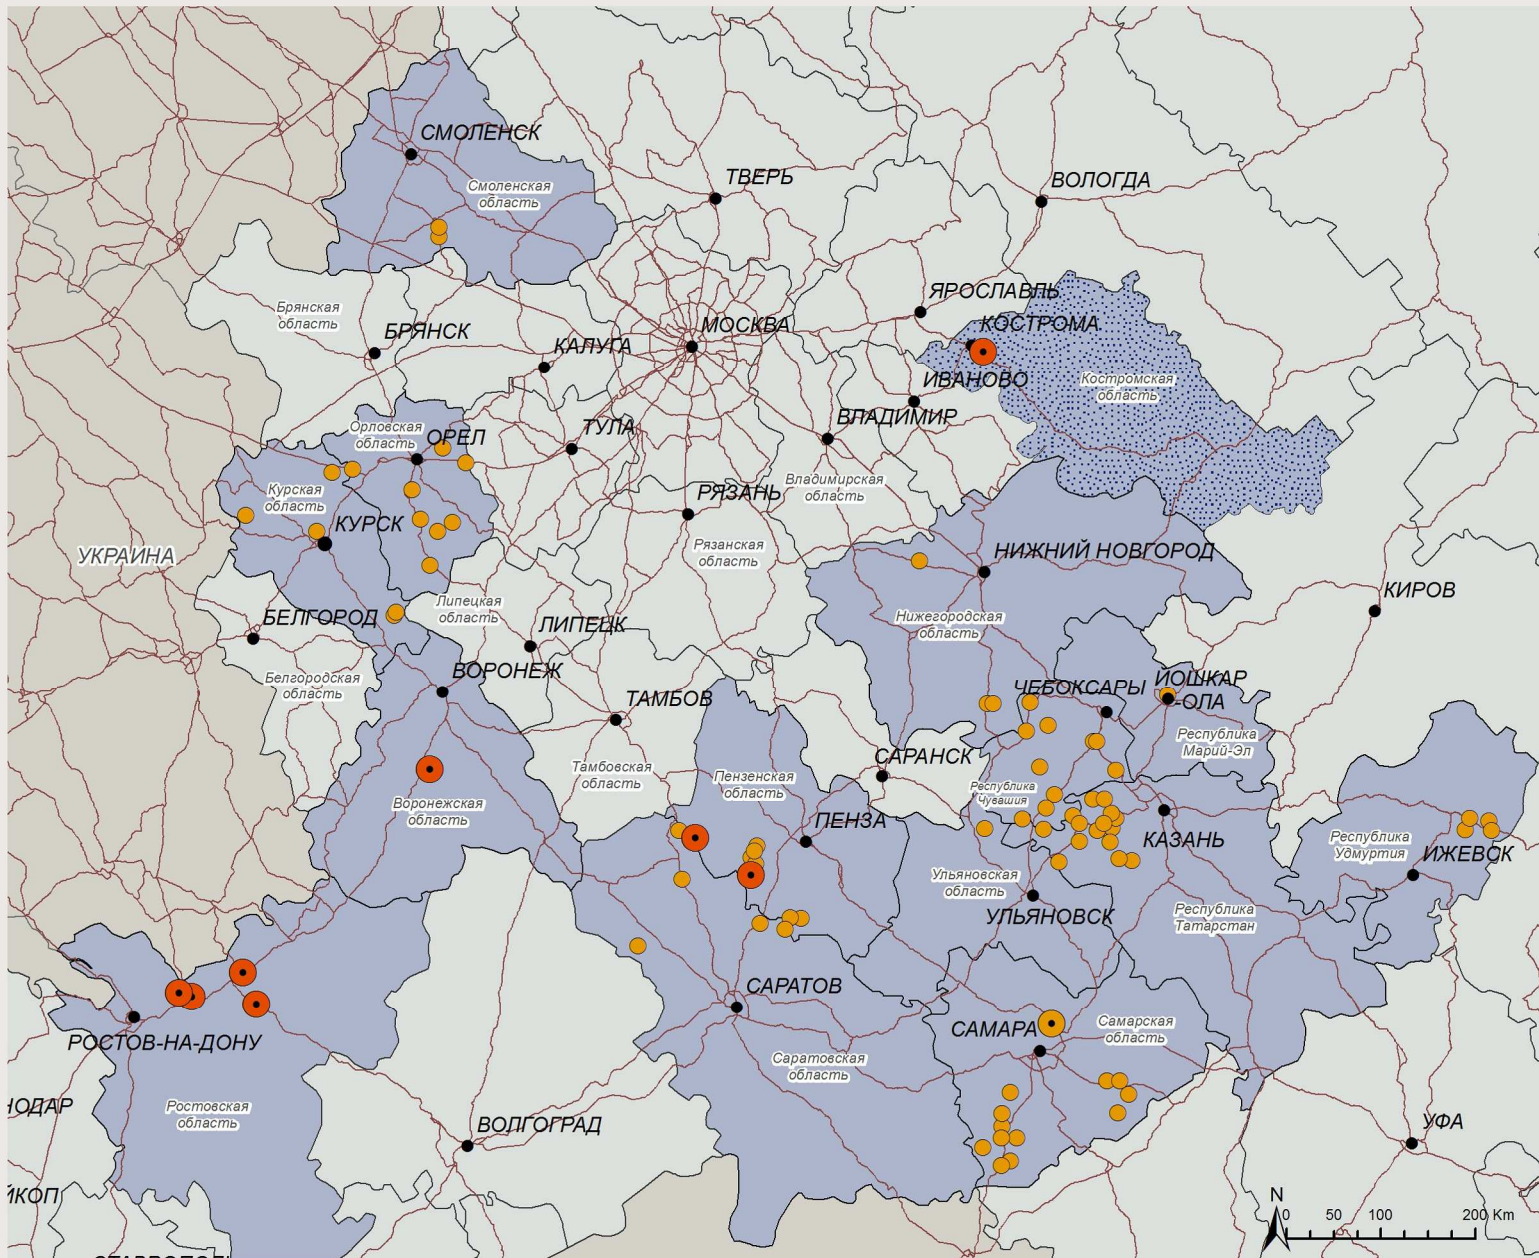 СМОЛЕНСК
Смоленская
область
ТВЕРЬ
ВОЛОГДА
Брянская
область
БРЯНСК
КАЛУГА
МОСКВА
ЯРОСЛАВЛЬ
КОСТРОМА
ИВАНОВО
Костромская
область
ВЛАДИМИР
Орловская
область
ОРЕЛ
ТУЛА
Курская
область
КУРСК
РЯЗАНЬ
Владимирская
область
Рязанская
область
УКРАИНА
НИЖНИЙ НОВГОРОД
КИРОВ
БЕЛГОРОД
Липецкая
область
ЛИПЕЦК
Нижегородская
область
Белгородская
область
ВОРОНЕЖ
ТАМБОВ
ЧЕБОКСАРЫ
ЙОШКАР
-ОЛА
Республика
Марий-Эл
Тамбовская
область
Пензенская
область
САРАНСК
Республика
Чувашия
Воронежская
область
ПЕНЗА
КАЗАНЬ
Республика
Удмуртия
ИЖЕВСК
Ульяновская
область
УЛЬЯНОВСК
Республика
Татарстан
САРАТОВ
РОСТОВ-НА-ДОНУ
САМАРА
Самарская
область
Саратовская
область
Ростовская
область
НОДАР
ВОЛГОГРАД
УФА
ЙКОП
N
0 50 100 200 Km